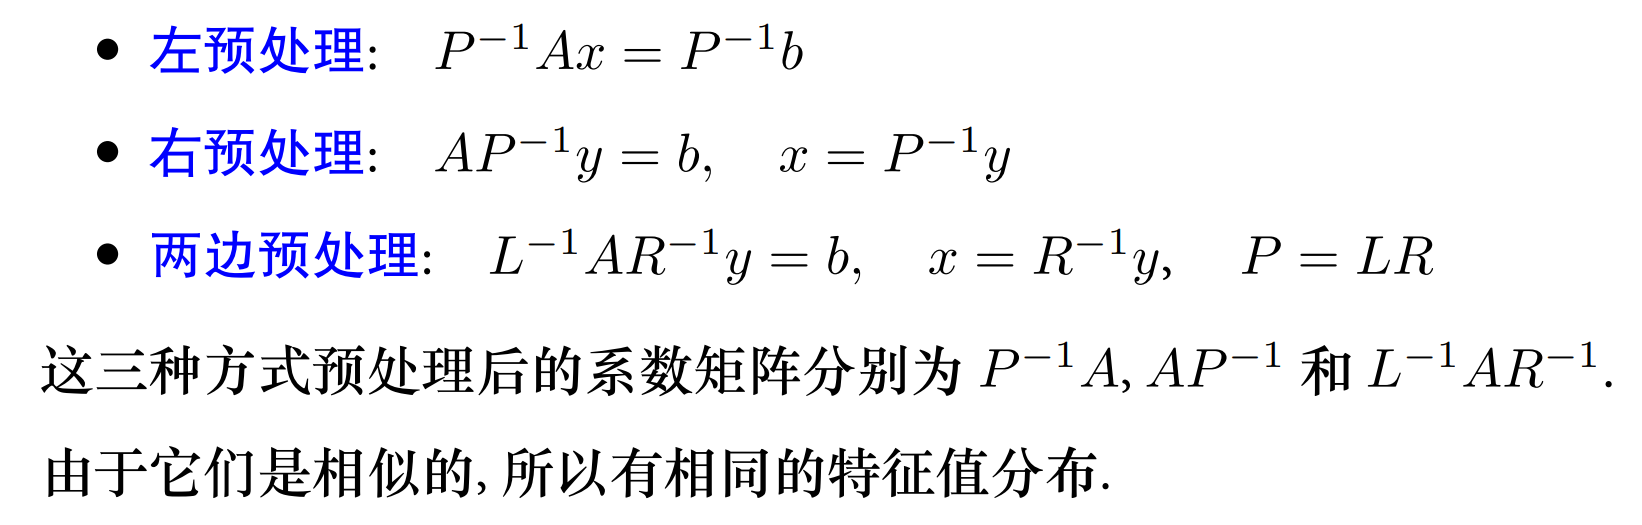 • 左预处理: $P^{-1}Ax = P^{-1}b$
• 右预处理: $AP^{-1}y = b, \quad x = P^{-1}y$
• 两边预处理: $L^{-1}AR^{-1}y = b, \quad x = R^{-1}y, \quad P = LR$
这三种方式预处理后的系数矩阵分别为 $P^{-1}A, AP^{-1}$ 和 $L^{-1}AR^{-1}$.
由于它们是相似的, 所以有相同的特征值分布.